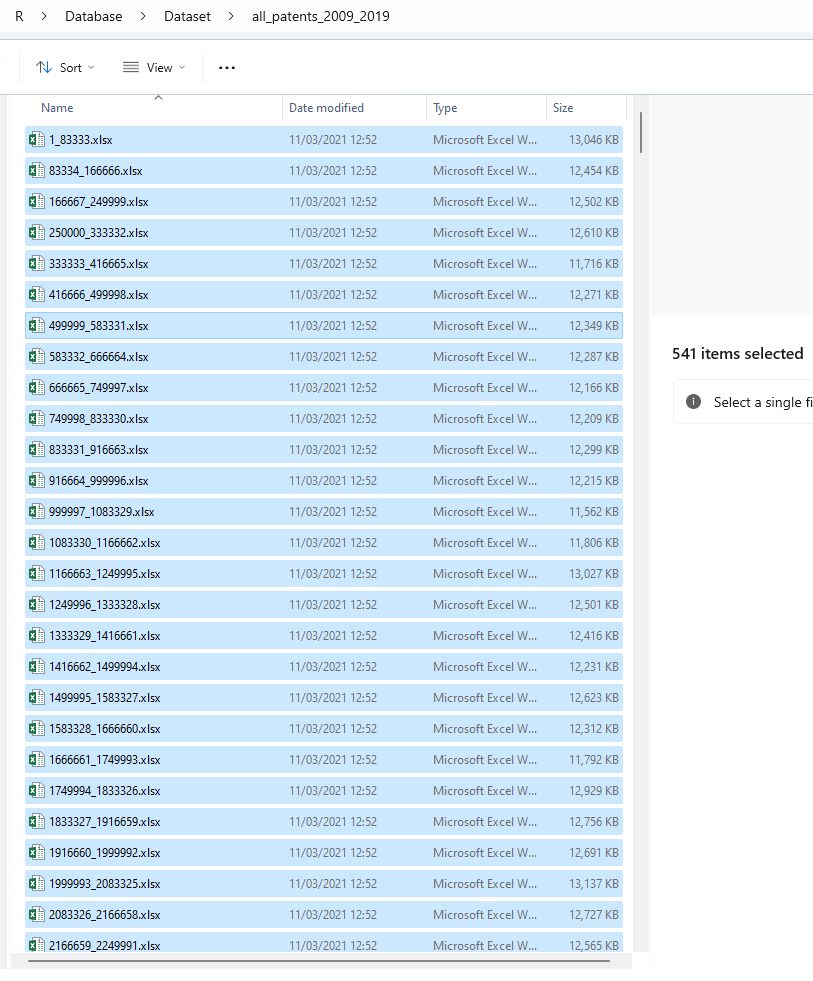 R > Database > Dataset > all_patents_2009_2019
Sort View ...
Name Date modified Type Size
1_83333.xlsx 11/03/2021 12:52 Microsoft Excel W... 13,046 KB
83334_166666.xlsx 11/03/2021 12:52 Microsoft Excel W... 12,454 KB
166667_249999.xlsx 11/03/2021 12:52 Microsoft Excel W... 12,502 KB
250000_333332.xlsx 11/03/2021 12:52 Microsoft Excel W... 12,610 KB
333333_416665.xlsx 11/03/2021 12:52 Microsoft Excel W... 11,716 KB
416666_499998.xlsx 11/03/2021 12:52 Microsoft Excel W... 12,271 KB
499999_583331.xlsx 11/03/2021 12:52 Microsoft Excel W... 12,349 KB
583332_666664.xlsx 11/03/2021 12:52 Microsoft Excel W... 12,287 KB
541 items selected
666665_749997.xlsx 11/03/2021 12:52 Microsoft Excel W... 12,166 KB
Select a single fi
749998_833330.xlsx 11/03/2021 12:52 Microsoft Excel W... 12,209 KB
833331_916663.xlsx 11/03/2021 12:52 Microsoft Excel W... 12,299 KB
916664_999996.xlsx 11/03/2021 12:52 Microsoft Excel W... 12,215 KB
999997_1083329.xlsx 11/03/2021 12:52 Microsoft Excel W... 11,562 KB
1083330_1166662.xlsx 11/03/2021 12:52 Microsoft Excel W... 11,806 KB
1166663_1249995.xlsx 11/03/2021 12:52 Microsoft Excel W... 13,027 KB
1249996_1333328.xlsx 11/03/2021 12:52 Microsoft Excel W... 12,501 KB
1333329_1416661.xlsx 11/03/2021 12:52 Microsoft Excel W... 12,416 KB
1416662_1499994.xlsx 11/03/2021 12:52 Microsoft Excel W... 12,231 KB
1499995_1583327.xlsx 11/03/2021 12:52 Microsoft Excel W... 12,623 KB
1583328_1666660.xlsx 11/03/2021 12:52 Microsoft Excel W... 12,312 KB
1666661_1749993.xlsx 11/03/2021 12:52 Microsoft Excel W... 11,792 KB
1749994_1833326.xlsx 11/03/2021 12:52 Microsoft Excel W... 12,929 KB
1833327_1916659.xlsx 11/03/2021 12:52 Microsoft Excel W... 12,756 KB
1916660_1999992.xlsx 11/03/2021 12:52 Microsoft Excel W... 12,691 KB
1999993_2083325.xlsx 11/03/2021 12:52 Microsoft Excel W... 13,137 KB
2083326_2166658.xlsx 11/03/2021 12:52 Microsoft Excel W... 12,727 KB
2166659_2249991.xlsx 11/03/2021 12:52 Microsoft Excel W... 12,565 KB